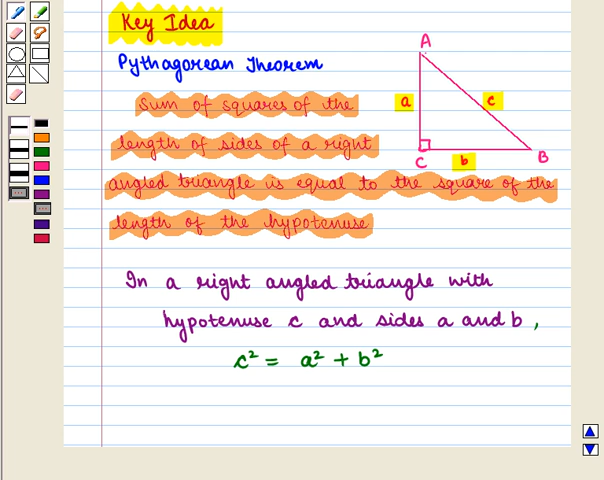 Key Idea
Pythagorean Theorem
A
Sum of squares of the
a
c
length of sides of a right
C
b
B
angled triangle is equal to the square of the
length of the hypotenuse
In a right angled triangle with
hypotenuse c and sides a and b,
c² = a² + b²